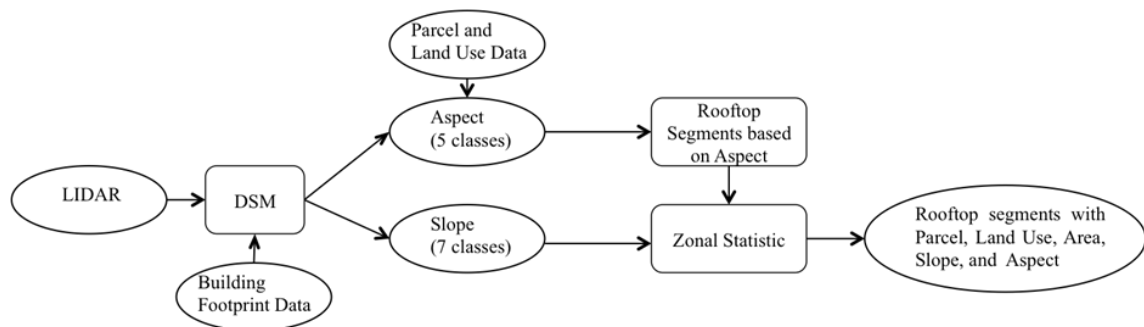 Parcel and
Land Use Data
Aspect
(5 classes)
Rooftop
Segments based
on Aspect
LIDAR
DSM
Slope
(7 classes)
Zonal Statistic
Rooftop segments with
Parcel, Land Use, Area,
Slope, and Aspect
Building
Footprint Data